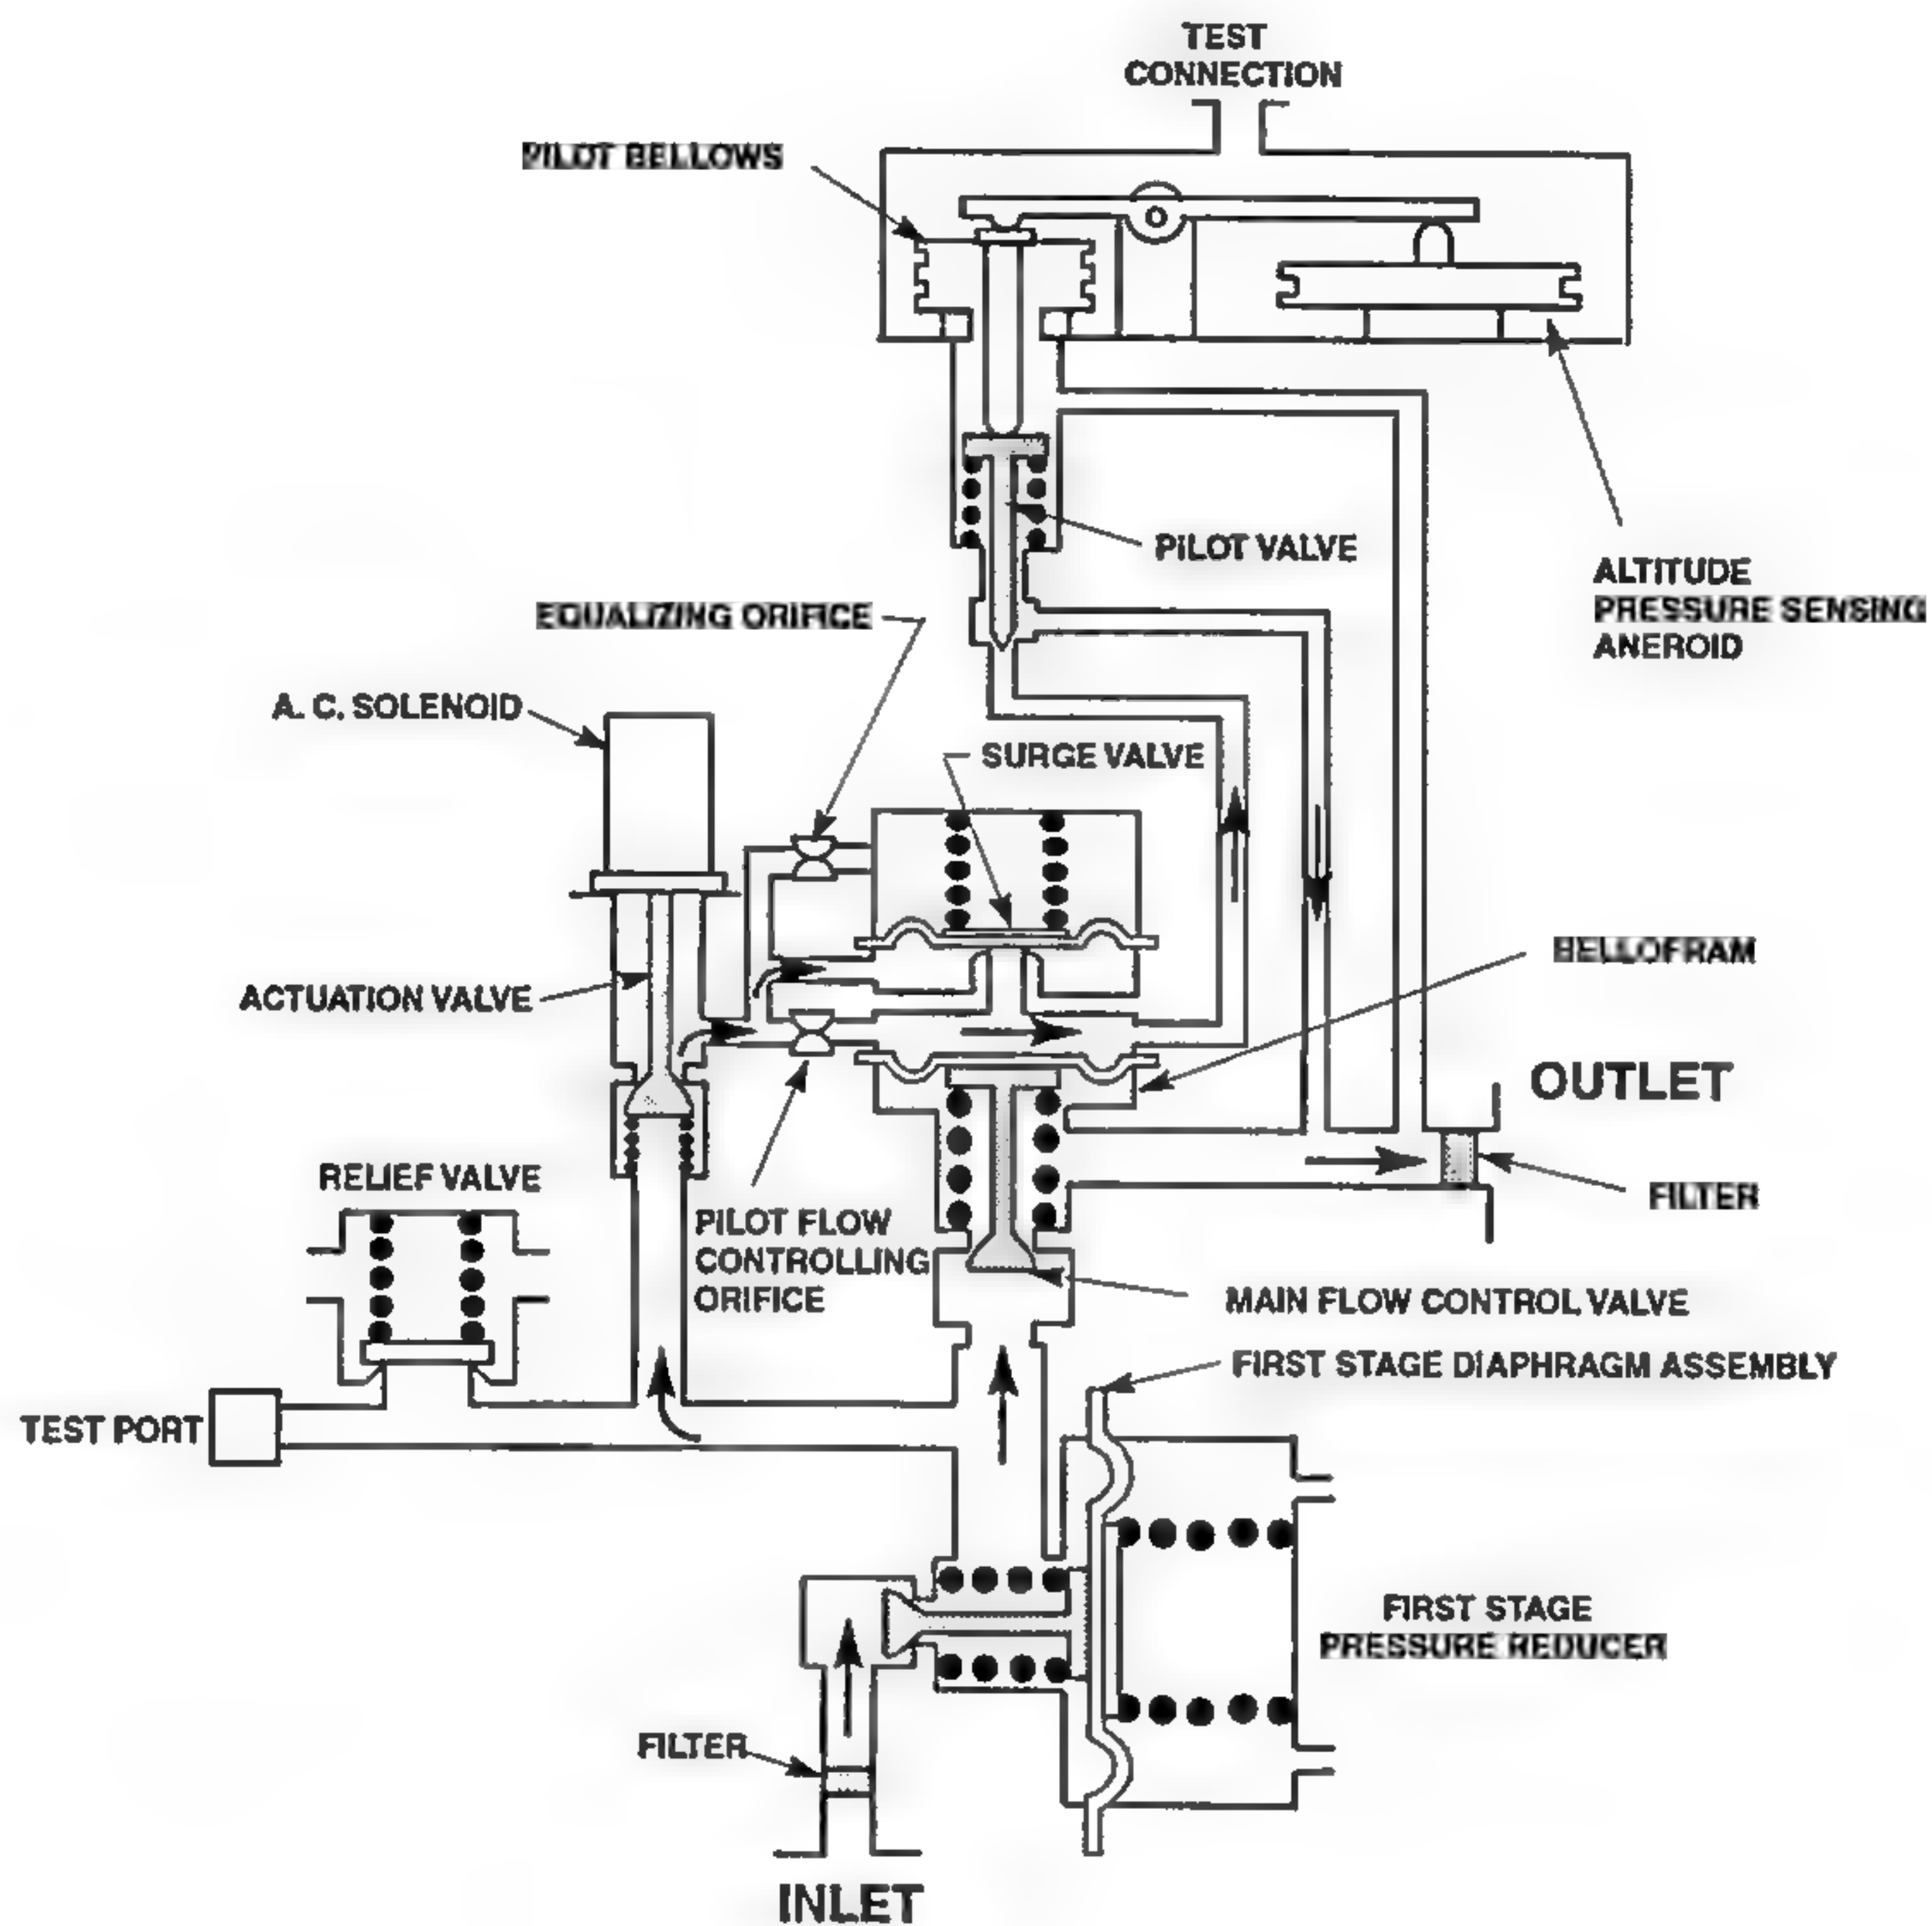 TEST
CONNECTION
PILOT BELLOWS
PILOT VALVE
ALTITUDE
PRESSURE SENSING
ANEROID
EQUALIZING ORIFICE
A. C. SOLENOID
SURGE VALVE
BELLOFRAM
ACTUATION VALVE
OUTLET
RELIEF VALVE
FILTER
PILOT FLOW
CONTROLLING
ORIFICE
MAIN FLOW CONTROL VALVE
FIRST STAGE DIAPHRAGM ASSEMBLY
TEST PORT
FIRST STAGE
PRESSURE REDUCER
FILTER
INLET